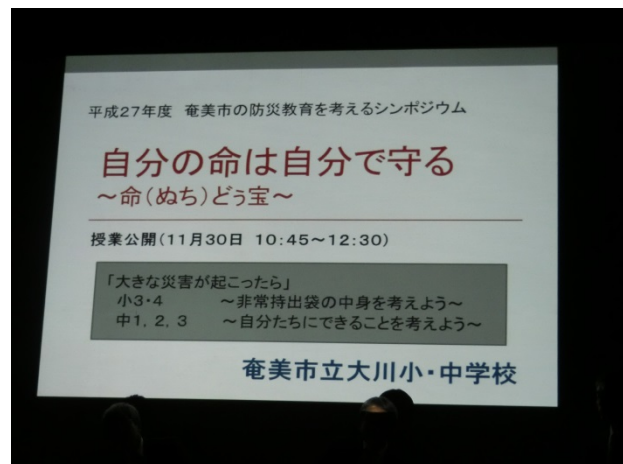 平成27年度 奄美市の防災教育を考えるシンポジウム
自分の命は自分で守る
～命(ぬち)どぅ宝～
授業公開(11月30日 10:45～12:30)
「大きな災害が起こったら」
小3・4 ～非常持出袋の中身を考えよう～
中1，2，3 ～自分たちにできることを考えよう～
奄美市立大川小・中学校